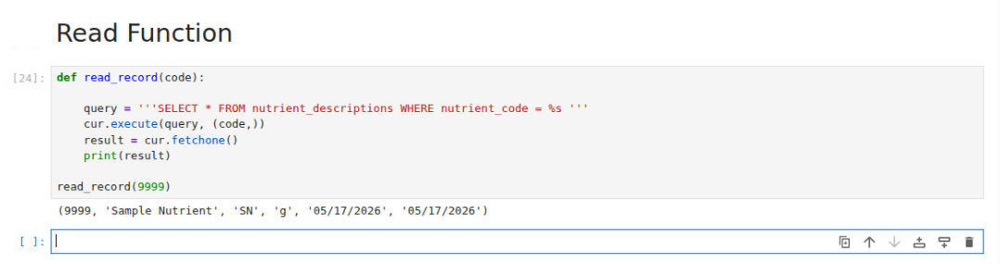 Read Function
[24]:
def read_record(code):
query = '''SELECT * FROM nutrient_descriptions WHERE nutrient_code = %s '''
cur.execute(query, (code,))
result = cur.fetchone()
print(result)
read_record(9999)
(9999, 'Sample Nutrient', 'SN', 'g', '05/17/2026', '05/17/2026')
[ ]: